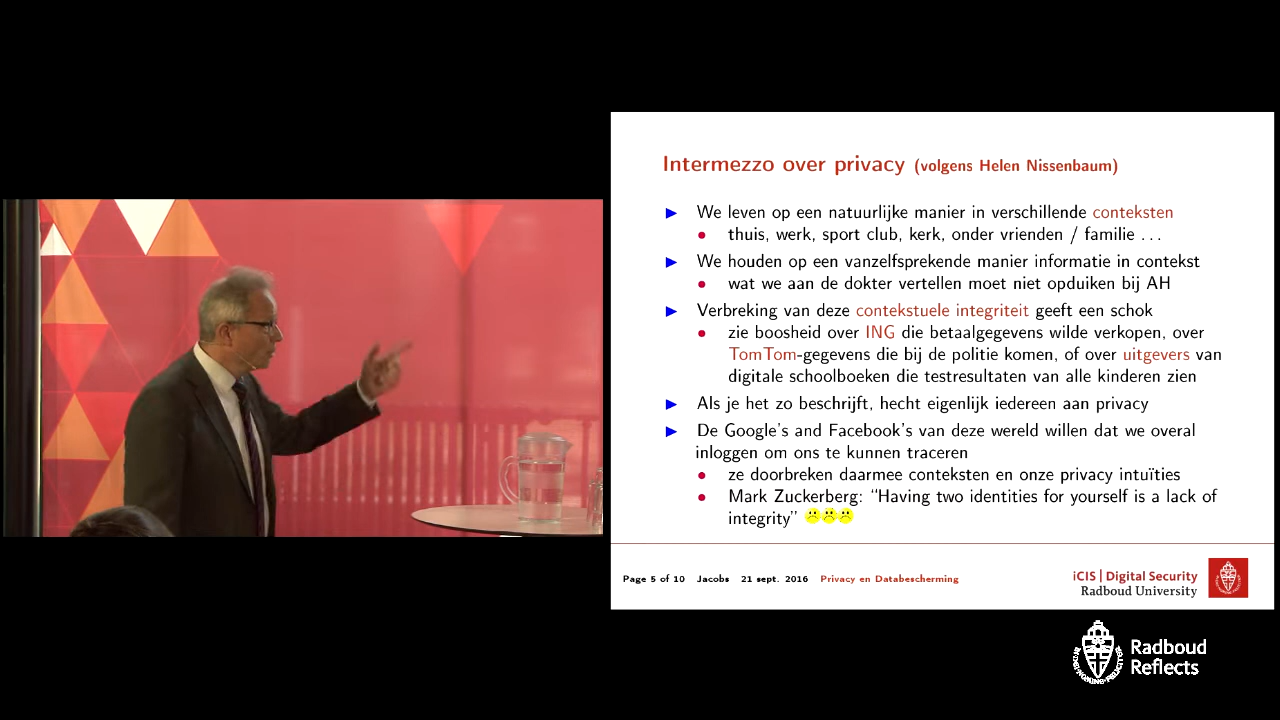 Intermezzo over privacy (volgens Helen Nissenbaum)
We leven op een natuurlijke manier in verschillende conteksten
thuis, werk, sport club, kerk, onder vrienden / familie ...
We houden op een vanzelfsprekende manier informatie in contekst
wat we aan de dokter vertellen moet niet opduiken bij AH
Verbreking van deze contekstuele integriteit geeft een schok
zie boosheid over ING die betaalgegevens wilde verkopen, over
TomTom-gegevens die bij de politie komen, of over uitgevers van
digitale schoolboeken die testresultaten van alle kinderen zien
Als je het zo beschrijft, hecht eigenlijk iedereen aan privacy
De Google's and Facebook's van deze wereld willen dat we overal
inloggen om ons te kunnen traceren
ze doorbreken daarmee conteksten en onze privacy intuïties
Mark Zuckerberg: "Having two identities for yourself is a lack of
integrity"
Page 5 of 10 Jacobs 21 sept. 2016 Privacy en Databescherming
iCIS | Digital Security
Radboud University
Radboud
Reflects